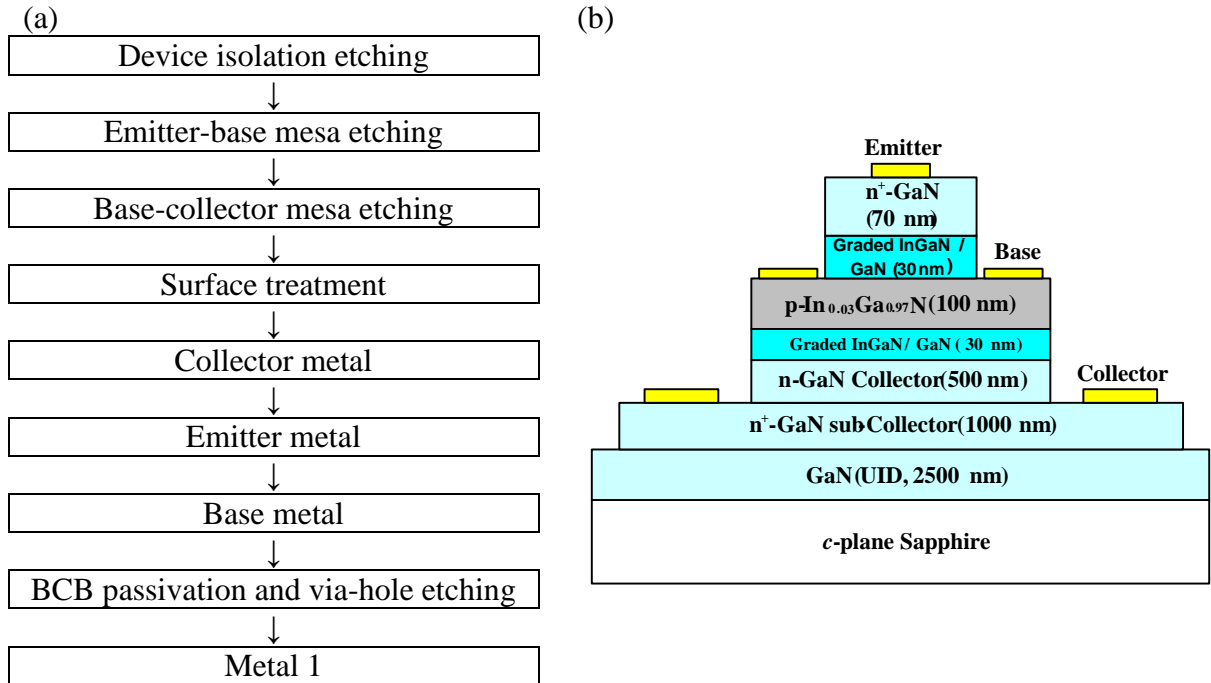 (a)
Device isolation etching
↓
Emitter-base mesa etching
↓
Base-collector mesa etching
↓
Surface treatment
↓
Collector metal
↓
Emitter metal
↓
Base metal
↓
BCB passivation and via-hole etching
↓
Metal 1
(b)
Emitter
n⁺-GaN
(70 nm)
Graded InGaN /
GaN (30nm)
Base
p-In₀.₀₃Ga₀.₉₇N(100 nm)
Graded InGaN/ GaN ( 30 nm)
n-GaN Collector(500 nm)
Collector
n⁺-GaN sub-Collector(1000 nm)
GaN(UID, 2500 nm)
c-plane Sapphire